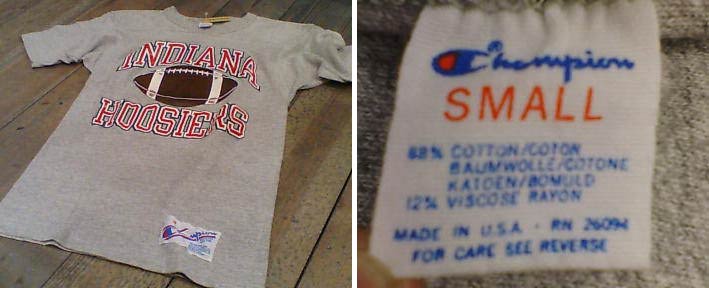 INDIANA
HOOSIERS
Champion
Champion
SMALL
88% COTTON/COTON
BAUMWOLLE/COTONE
KATOEN/BOMULD
12% VISCOSE RAYON
MADE IN U.S.A. - RN 26094
FOR CARE SEE REVERSE